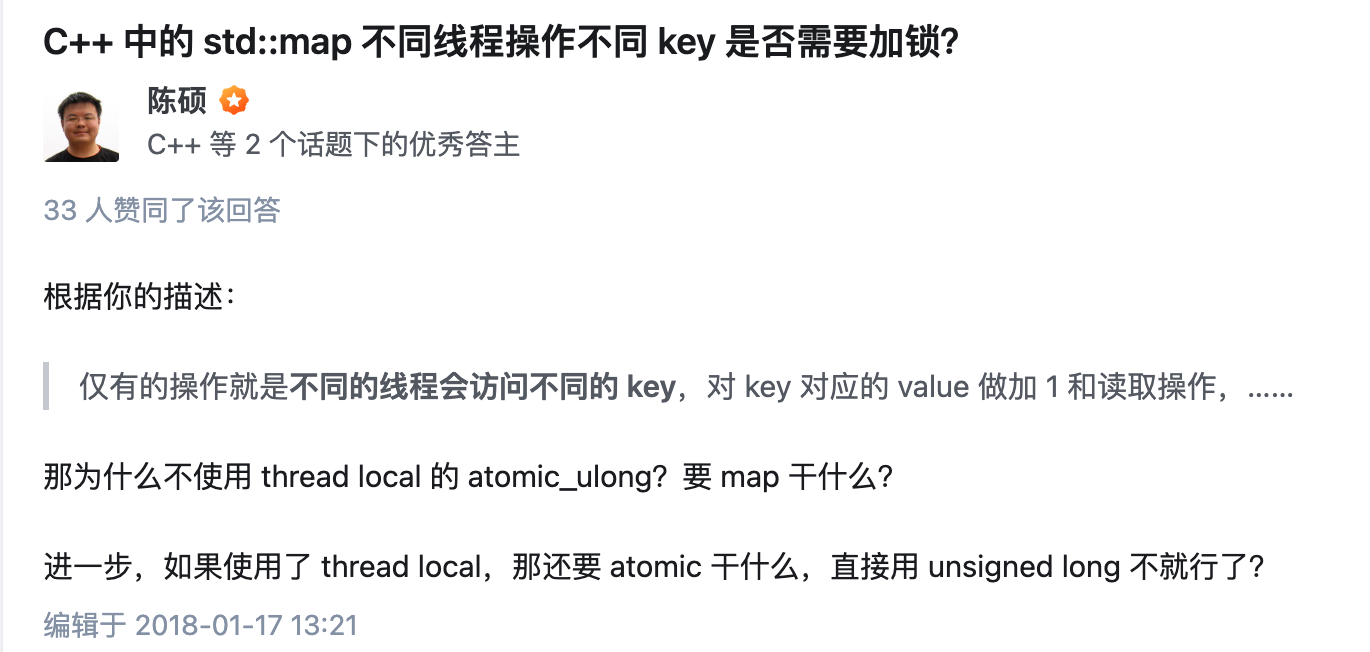 C++ 中的 std::map 不同线程操作不同 key 是否需要加锁?
陈硕
C++ 等 2 个话题下的优秀答主
33 人赞同了该回答
根据你的描述：
仅有的操作就是不同的线程会访问不同的 key，对 key 对应的 value 做加 1 和读取操作，......
那为什么不使用 thread local 的 atomic_ulong？要 map 干什么？
进一步，如果使用了 thread local，那还要 atomic 干什么，直接用 unsigned long 不就行了？
编辑于 2018-01-17 13:21